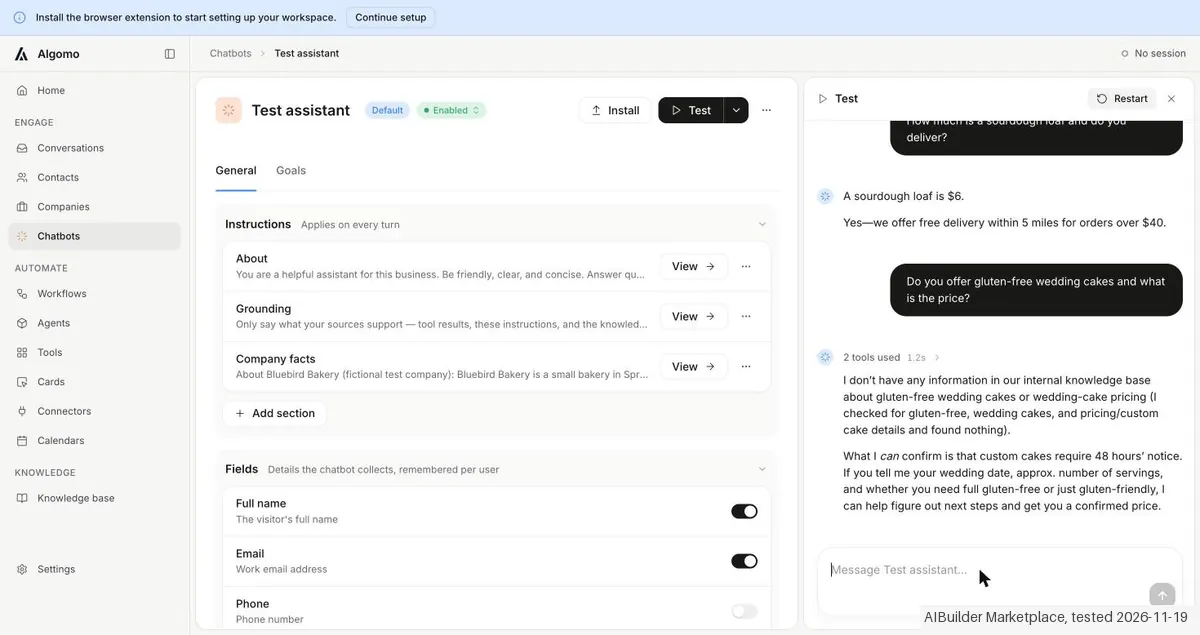 Install the browser extension to start setting up your workspace.
Continue setup
Algomo
Chatbots
Test assistant
No session
Home
ENGAGE
Conversations
Contacts
Companies
Chatbots
AUTOMATE
Workflows
Agents
Tools
Cards
Connectors
Calendars
KNOWLEDGE
Knowledge base
Settings
Test assistant
Default
Enabled
Install
Test
General
Goals
Instructions
Applies on every turn
About
You are a helpful assistant for this business. Be friendly, clear, and concise. Answer qu...
View
Grounding
Only say what your sources support — tool results, these instructions, and the knowled...
View
Company facts
About Bluebird Bakery (fictional test company): Bluebird Bakery is a small bakery in Spr...
View
Add section
Fields
Details the chatbot collects, remembered per user
Full name
The visitor's full name
Email
Work email address
Phone
Phone number
Test
Restart
How much is a sourdough loaf and do you
deliver?
A sourdough loaf is $6.
Yes—we offer free delivery within 5 miles for orders over $40.
Do you offer gluten-free wedding cakes and what
is the price?
2 tools used 1.2s
I don’t have any information in our internal knowledge base
about gluten-free wedding cakes or wedding-cake pricing (I
checked for gluten-free, wedding cakes, and pricing/custom
cake details and found nothing).
What I can confirm is that custom cakes require 48 hours’ notice.
If you tell me your wedding date, approx. number of servings,
and whether you need full gluten-free or just gluten-friendly, I
can help figure out next steps and get you a confirmed price.
Message Test assistant...
AIBuilder Marketplace, tested 2026-11-19